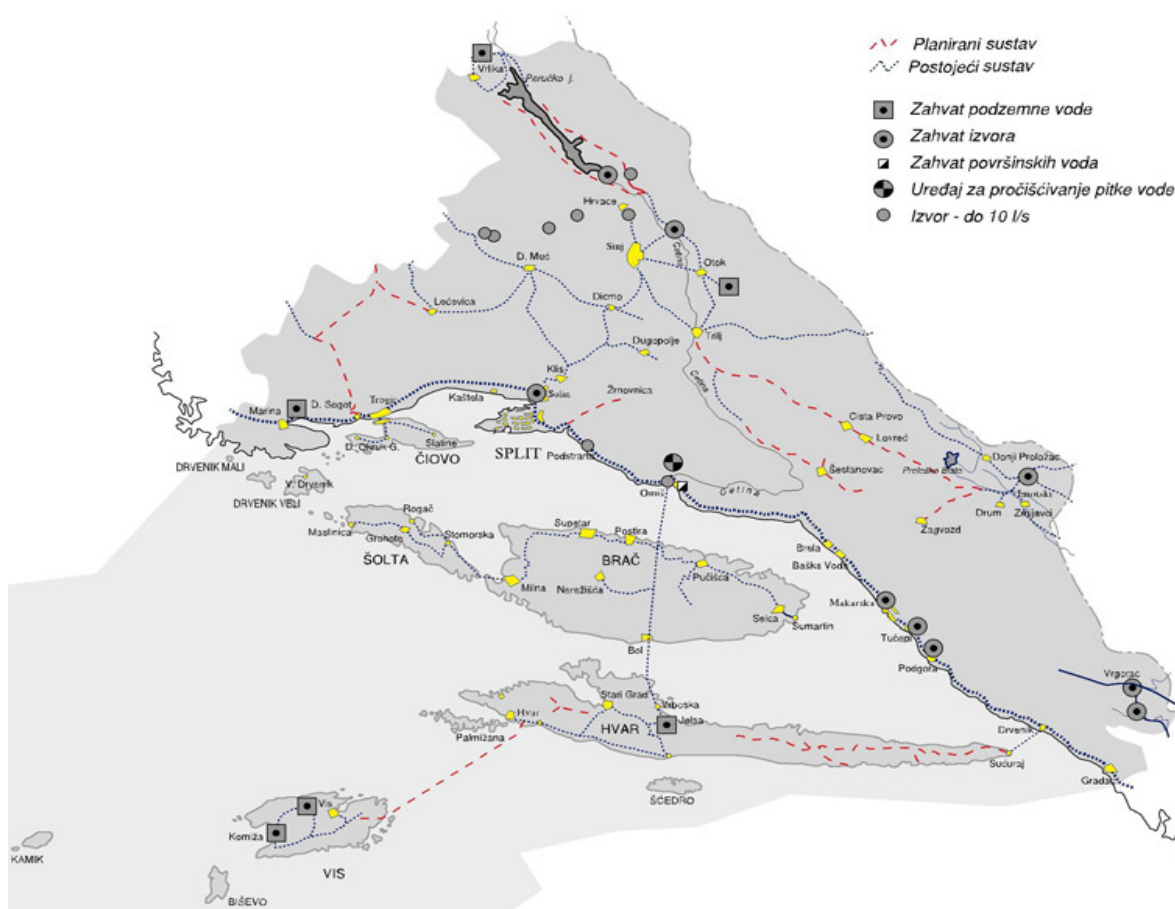 Planirani sustav
Postojeći sustav
Zahvat podzemne vode
Zahvat izvora
Zahvat površinskih voda
Uređaj za pročišćivanje pitke vode
Izvor - do 10 l/s
Vrlika
Peručko j.
Hrvace
Sinj
Cetina
Otok
D. Muć
Lećevica
Dicmo
Trilj
Dugopolje
Klis
Cetina
Solin
Žrnovnica
Kaštela
Marina
D. Seget
Trogir
Čista Provo
Lovreć
D. Okruk G.
Slatine
ČIOVO
SPLIT
Podstrana
Šestanovac
Prološko Blato
Donji Proložac
Imotski
DRVENIK MALI
V. Drvenik
DRVENIK VELI
Omiš
Cetina
Drum
Zmijavci
Zagvozd
Rogač
Maslinica
Grohote
Stomorska
ŠOLTA
Supetar
Postira
BRAČ
Brela
Baška Voda
Milna
Nerežišća
Pučišća
Makarska
Selca
Sumartin
Tučepi
Bol
Podgora
Vrgorac
Stari Grad
Vrboska
Hvar
HVAR
Jelsa
Palmižana
Drvenik
Sućuraj
Gradac
ŠĆEDRO
Vis
Komiža
KAMIK
VIS
BIŠEVO